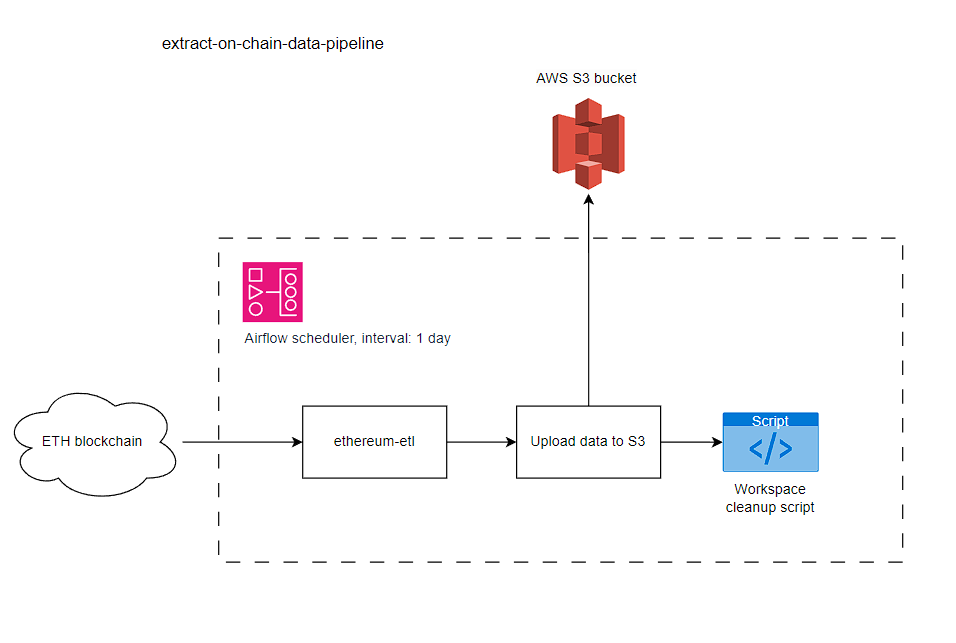 extract-on-chain-data-pipeline
AWS S3 bucket
Airflow scheduler, interval: 1 day
ETH blockchain
ethereum-etl
Upload data to S3
Script
</>
Workspace
cleanup script